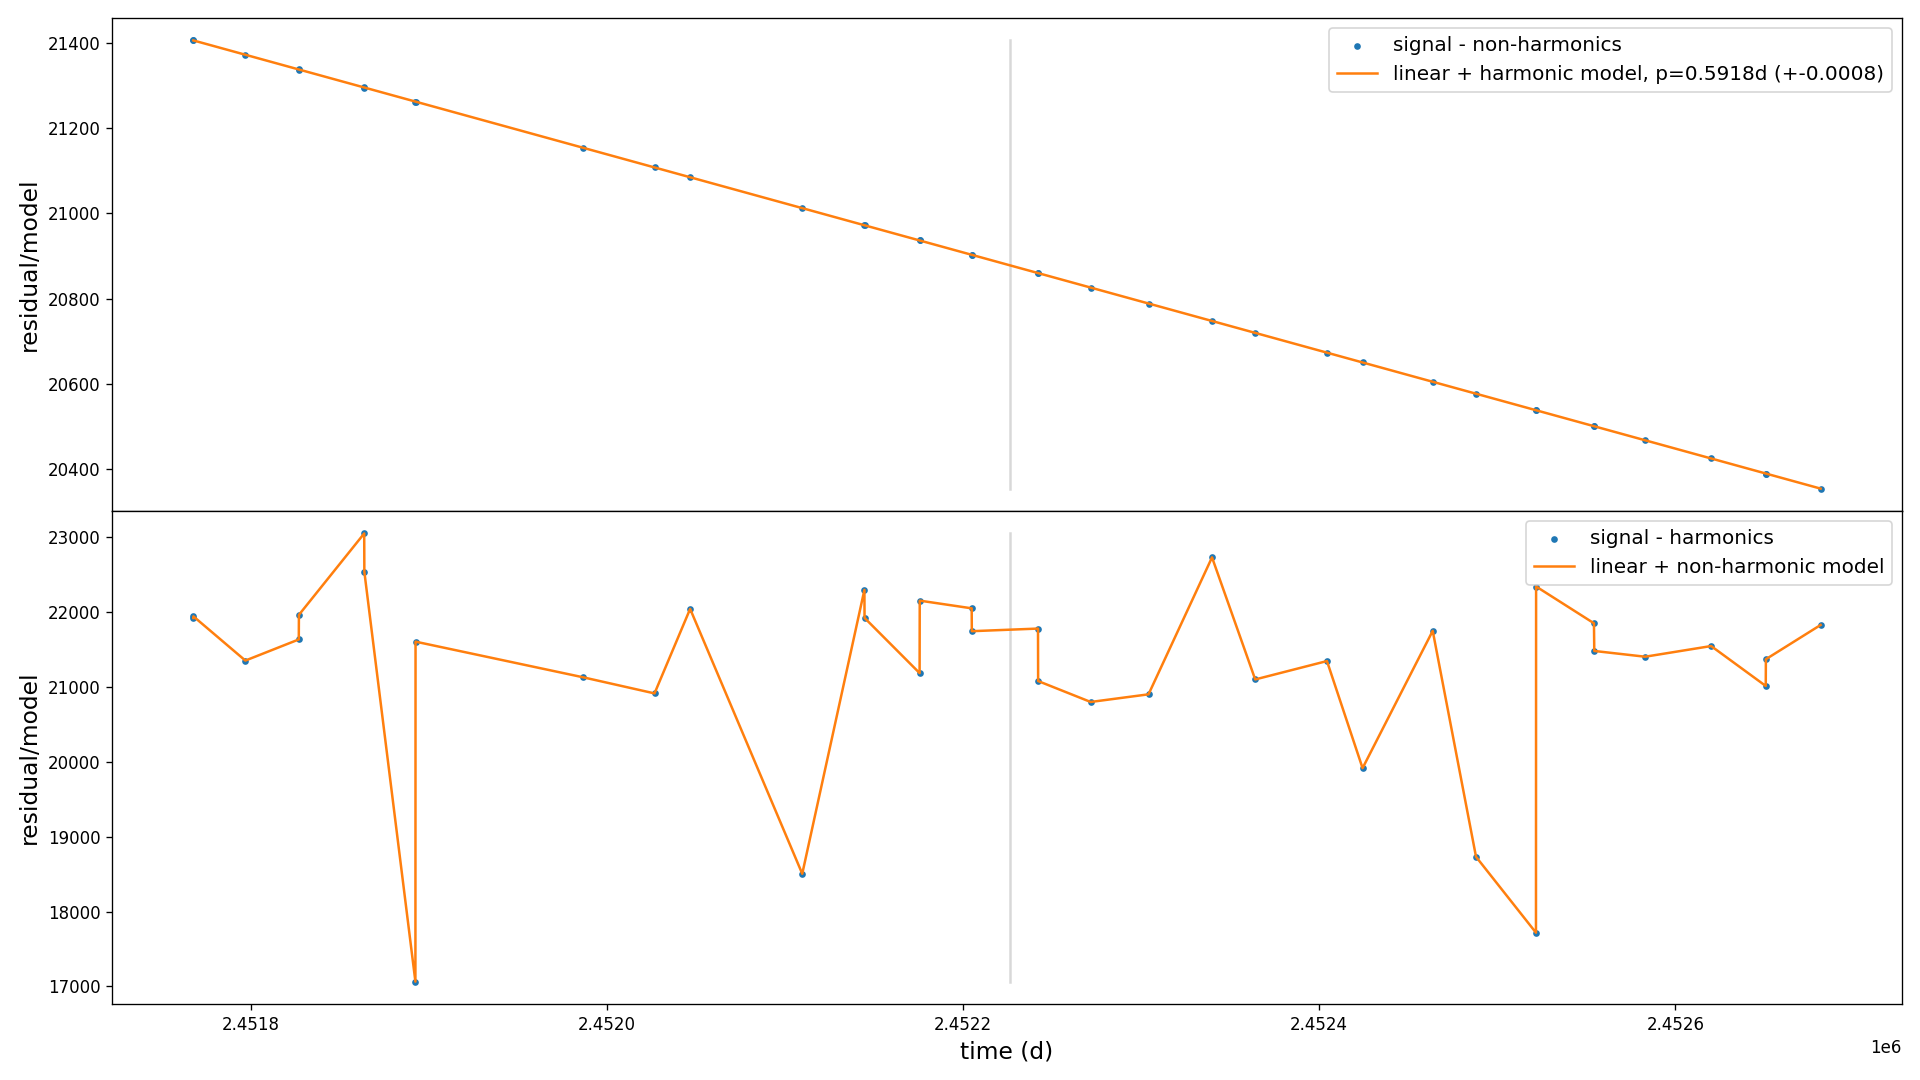 21400
21200
21000
20800
20600
20400
residual/model
signal - non-harmonics
linear + harmonic model, p=0.5918d (+-0.0008)
23000
22000
21000
20000
19000
18000
17000
residual/model
signal - harmonics
linear + non-harmonic model
2.4518
2.4520
2.4522
2.4524
2.4526
time (d)
1e6